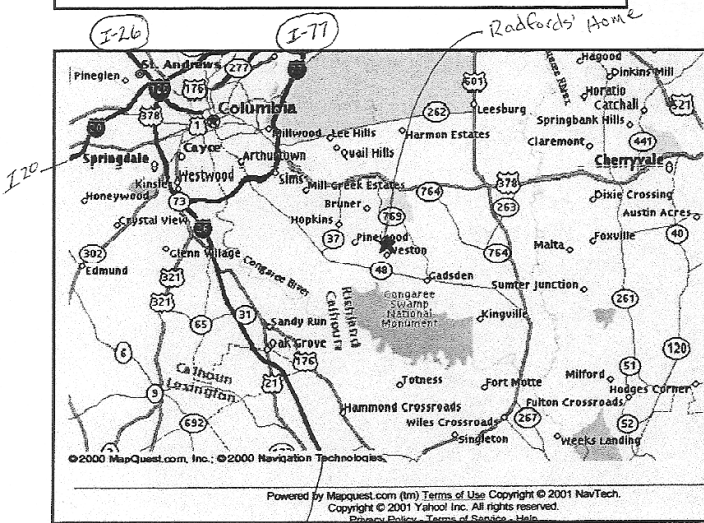 I-26
I-77
Radfords' Home
I20
Hagood
Pineglen
St. Andrews
277
Dinkins Mill
176
601
Horatio
Catchall
521
378
Columbia
262
Leesburg
Springbank Hills
1
Millwood
Lee Hills
Harmon Estates
Claremont
441
Cayce
Quail Hills
Springdale
Arthurtown
Cherryvale
Westwood
Kinsler
Sims
Mill Creek Estates
764
378
Honeywood
73
Bruner
263
Dixie Crossing
Hopkins
769
Austin Acres
Crystal View
37
Pinewood
Foxville
40
302
Glenn Village
Weston
764
Malta
Edmund
Congaree River
48
Gadsden
321
Sumter Junction
321
Richland
Calhoun
Congaree
Swamp
National
Monument
261
65
31
Sandy Run
Kingville
Oak Grove
6
176
120
Calhoun
Lexington
51
21
Totness
Fort Motte
Milford
Hodges Corner
9
Hammond Crossroads
Fulton Crossroads
692
Wiles Crossroads
267
52
Singleton
Weeks Landing
©2000 MapQuest.com, Inc.; ©2000 Navigation Technologies
Powered by Mapquest.com (tm) Terms of Use Copyright © 2001 NavTech.
Copyright © 2001 Yahoo! Inc. All rights reserved.
Privacy Policy - Terms of Service - Help